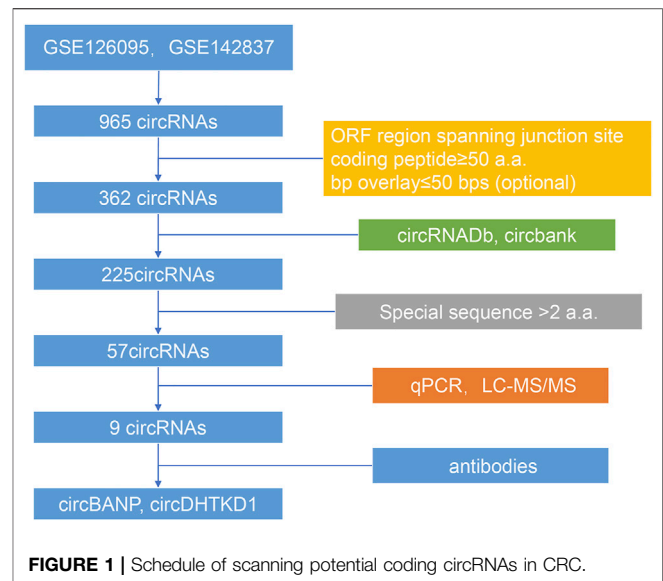 GSE126095, GSE142837
965 circRNAs
ORF region spanning junction site
coding peptide≥50 a.a.
bp overlay≤50 bps (optional)
362 circRNAs
circRNADb, circbank
225circRNAs
Special sequence >2 a.a.
57circRNAs
qPCR, LC-MS/MS
9 circRNAs
antibodies
circBANP, circDHTKD1
FIGURE 1 | Schedule of scanning potential coding circRNAs in CRC.